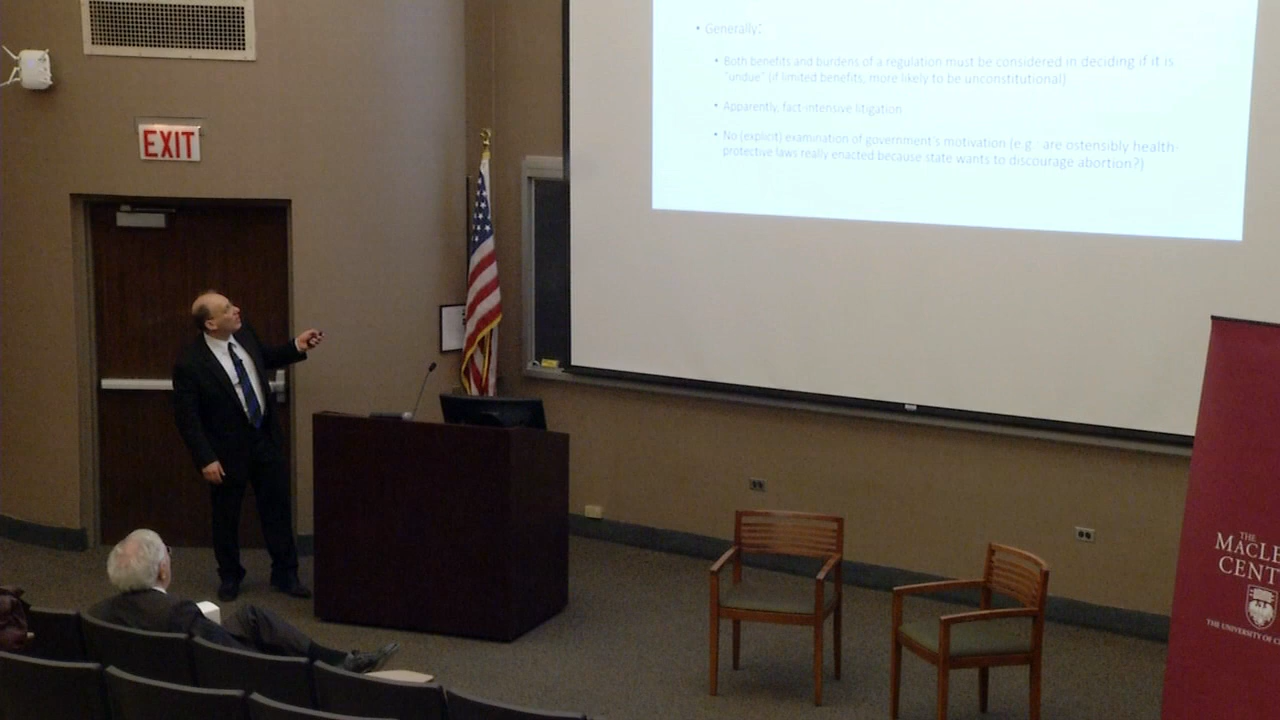 • Generally:
• Both benefits and burdens of a regulation must be considered in deciding if it is
"undue" (if limited benefits, more likely to be unconstitutional)
• Apparently, fact-intensive litigation
• No (explicit) examination of government's motivation (e.g. are ostensibly health-
protective laws really enacted because state wants to discourage abortion?)
EXIT
THE
MACLE
CENT
THE UNIVERSITY OF C